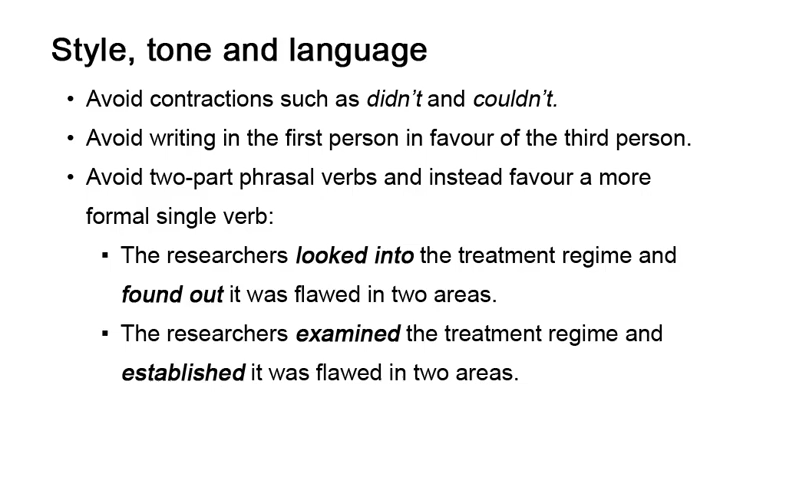 Style, tone and language
• Avoid contractions such as didn’t and couldn’t.
• Avoid writing in the first person in favour of the third person.
• Avoid two-part phrasal verbs and instead favour a more
formal single verb:
▪ The researchers looked into the treatment regime and
found out it was flawed in two areas.
▪ The researchers examined the treatment regime and
established it was flawed in two areas.